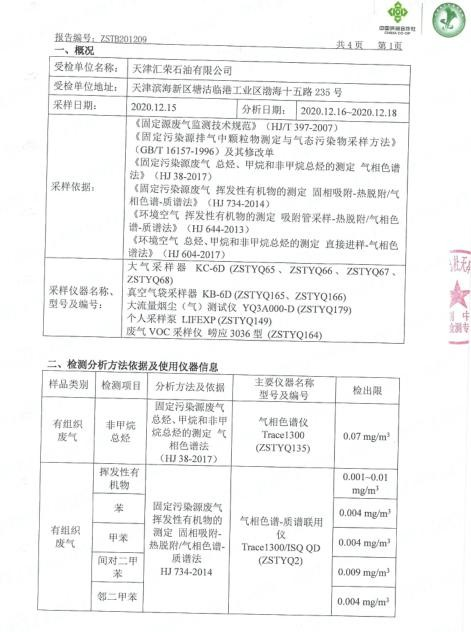 中国供销合作社
CHINA CO-OP
报告编号: ZSTB201209
共 4 页 第 1页
一、概况
受检单位名称: 天津汇荣石油有限公司
受检单位地址: 天津滨海新区塘沽临港工业区渤海十五路 235 号
采样日期: 2020.12.15 分析日期: 2020.12.16~2020.12.18
采样依据:
《固定源废气监测技术规范》（HJ/T 397-2007）
《固定污染源排气中颗粒物测定与气态污染物采样方法》
（GB/T 16157-1996）及其修改单
《固定污染源废气 总烃、甲烷和非甲烷总烃的测定 气相色谱
法》（HJ 38-2017）
《固定污染源废气 挥发性有机物的测定 固相吸附-热脱附/气
相色谱-质谱法》（HJ 734-2014）
《环境空气 挥发性有机物的测定 吸附管采样-热脱附/气相色
谱-质谱法》（HJ 644-2013）
《环境空气 总烃、甲烷和非甲烷总烃的测定 直接进样-气相色
谱法》（HJ 604-2017）
采样仪器名称、
型号及编号:
大气采样器 KC-6D (ZSTYQ65、ZSTYQ66、ZSTYQ67、
ZSTYQ68)
真空气袋采样器 KB-6D (ZSTYQ165、ZSTYQ166)
大流量烟尘（气）测试仪 YQ3A000-D (ZSTYQ179)
个人采样泵 LIFEXP (ZSTYQ149)
废气 VOC 采样仪 崂应 3036 型 (ZSTYQ164)
二、检测分析方法依据及使用仪器信息
样品类别 检测项目 分析方法及依据 主要仪器名称
型号及编号 检出限
有组织
废气
非甲烷
总烃
固定污染源废气
总烃、甲烷和非甲
烷总烃的测定 气
相色谱法
（HJ 38-2017）
气相色谱仪
Trace1300
(ZSTYQ135)
0.07 mg/m³
有组织
废气
挥发性有
机物
0.001~0.01
mg/m³
苯
0.004 mg/m³
甲苯
0.004 mg/m³
间对二甲
苯
0.009 mg/m³
邻二甲苯
0.004 mg/m³
固定污染源废气
挥发性有机物的
测定 固相吸附-
热脱附/气相色谱-
质谱法
HJ 734-2014
气相色谱-质谱联用
仪
Trace1300/ISQ QD
(ZSTYQ2)